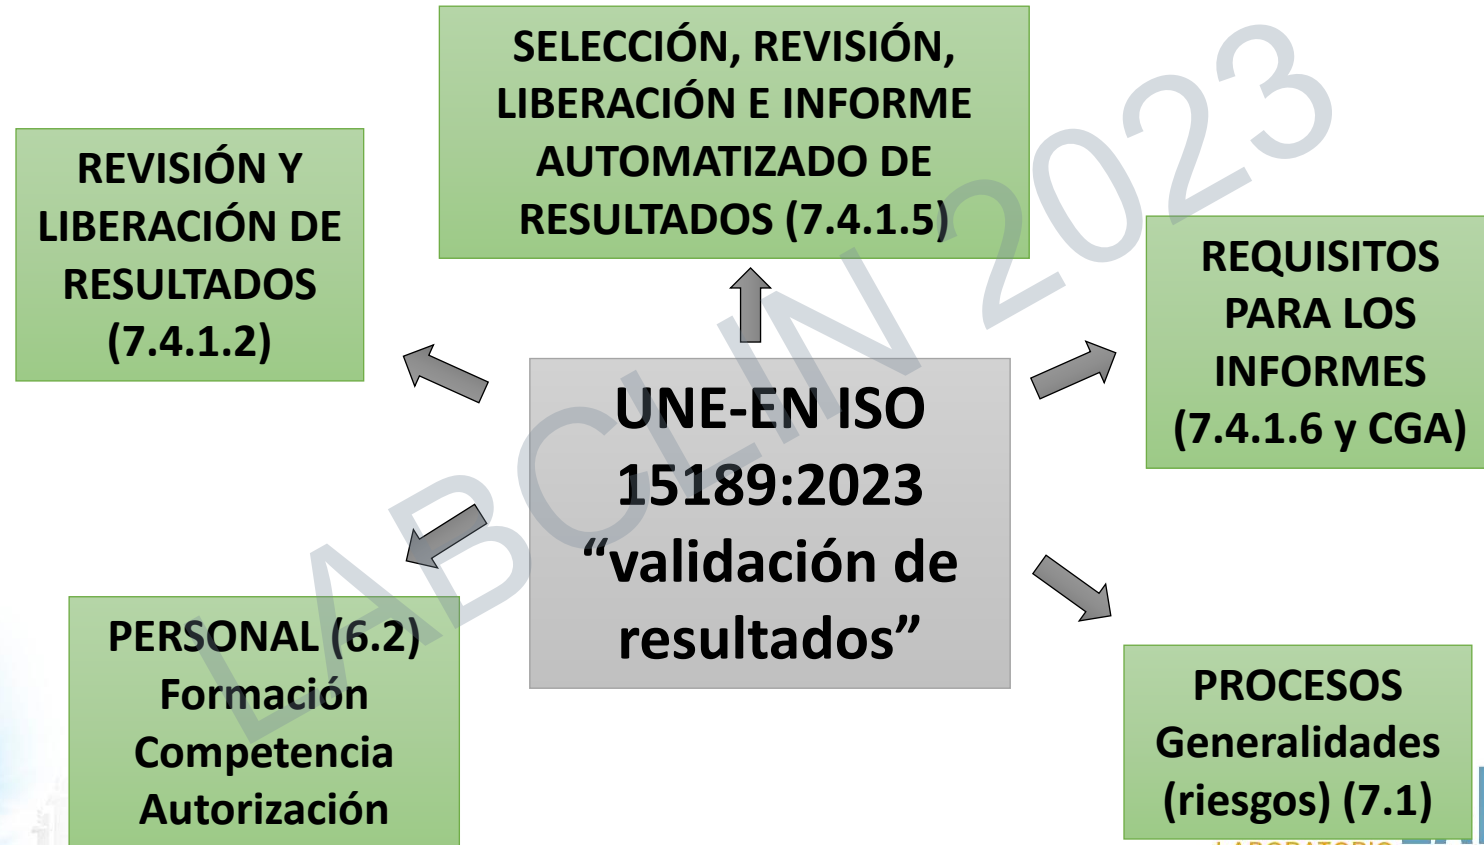 SELECCIÓN, REVISIÓN,
LIBERACIÓN E INFORME
AUTOMATIZADO DE
RESULTADOS (7.4.1.5)
REVISIÓN Y
LIBERACIÓN DE
RESULTADOS
(7.4.1.2)
REQUISITOS
PARA LOS
INFORMES
(7.4.1.6 y CGA)
UNE-EN ISO
15189:2023
“validación de
resultados”
PERSONAL (6.2)
Formación
Competencia
Autorización
PROCESOS
Generalidades
(riesgos) (7.1)
LABORATORIO
LABCLIN 2023